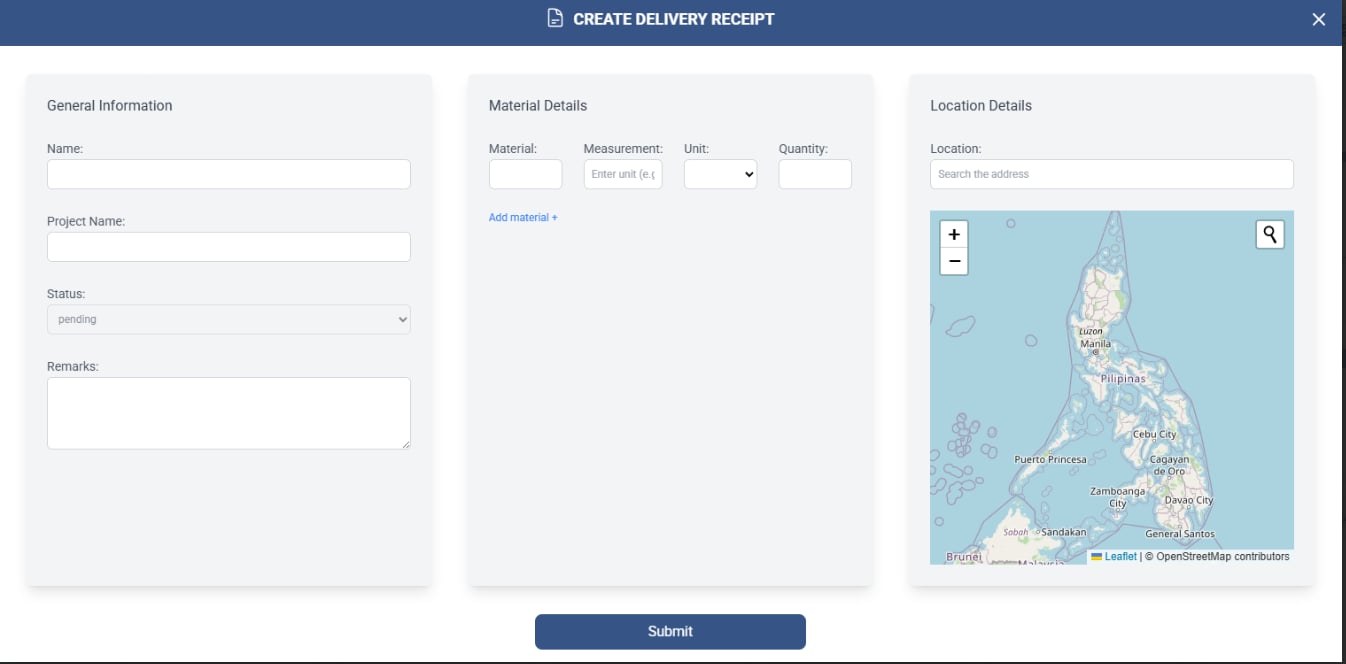 CREATE DELIVERY RECEIPT
General Information
Name:
Project Name:
Status:
pending
Remarks:
Material Details
Material: Measurement: Unit: Quantity:
Enter unit (e.g
Add material +
Location Details
Location:
Search the address
+
−
Luzon
Manila
Pilipinas
Cebu City
Puerto Princesa
Cagayan
de Oro
Zamboanga
City
Davao City
Sabah
Sandakan
General Santos
Brunei
Malaysia
Leaflet | © OpenStreetMap contributors
Submit